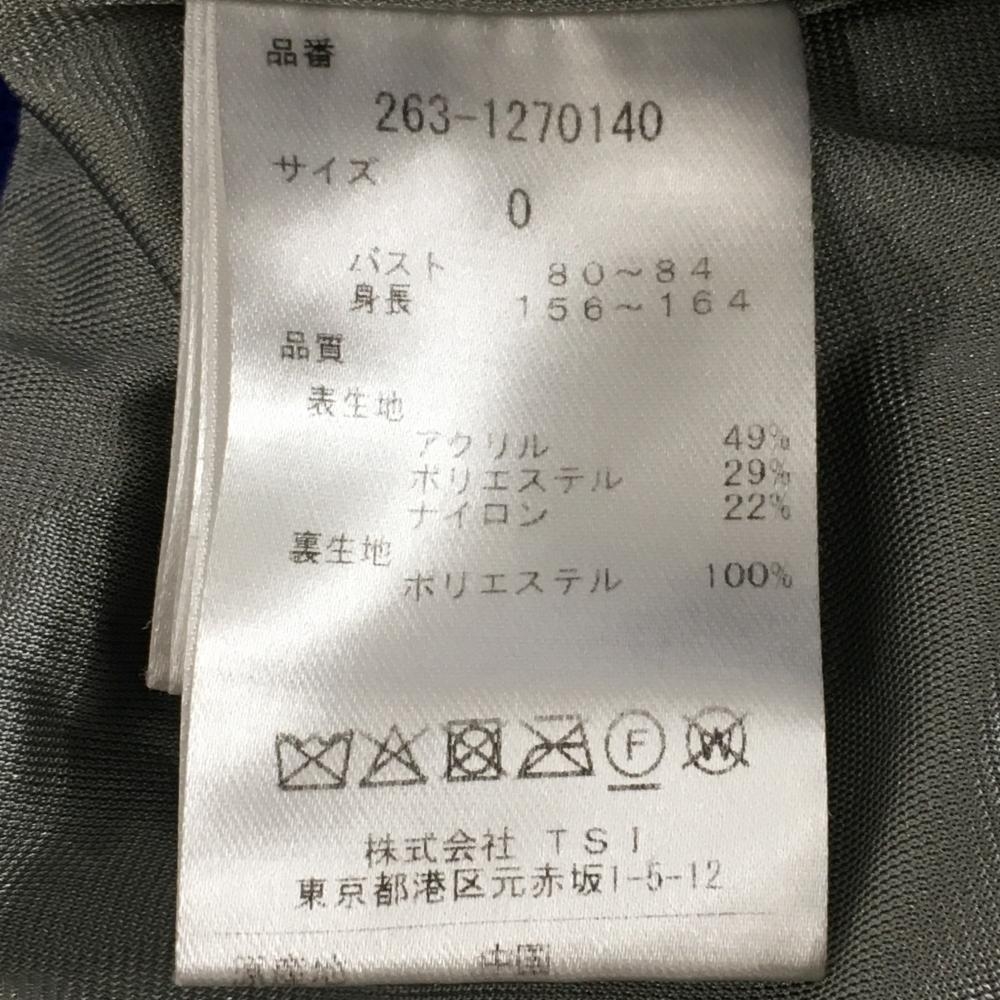 品番
263-1270140
サイズ
0
バスト 80～84
身長 156～164
品質
表生地
アクリル 49%
ポリエステル 29%
ナイロン 22%
裏生地
ポリエステル 100%
F W
株式会社 TSI
東京都港区元赤坂1-5-12
原産地 中国